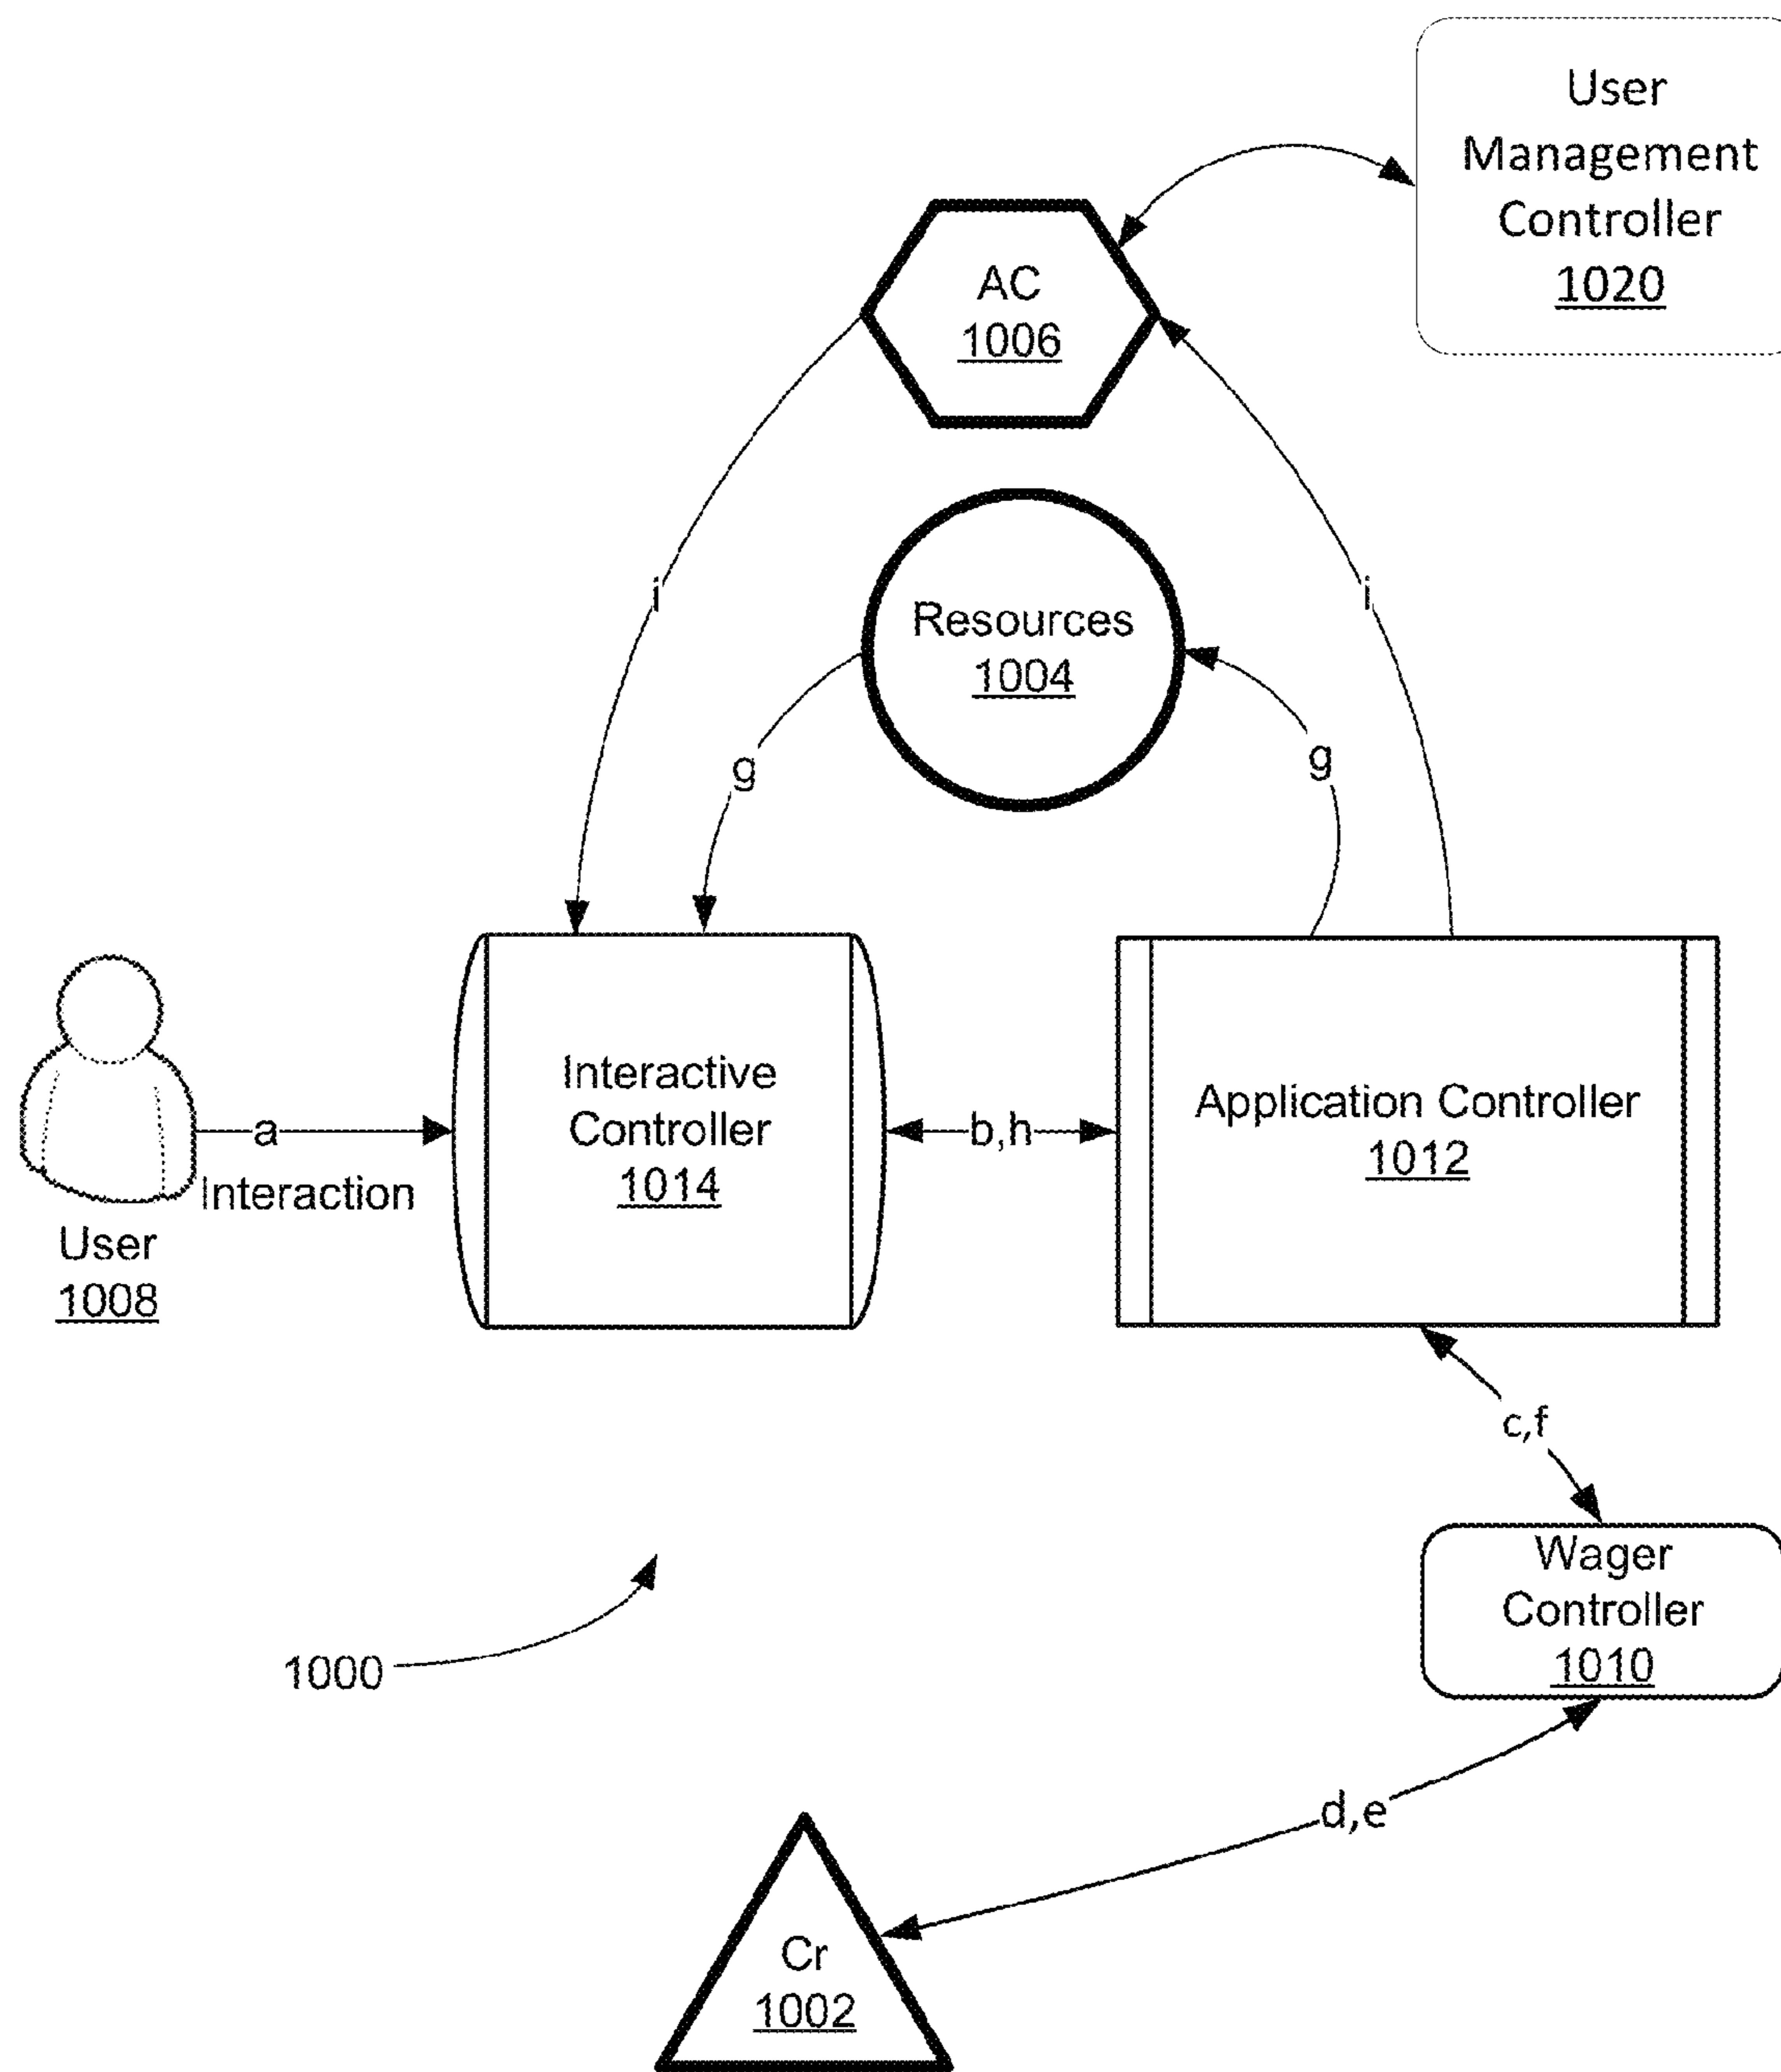 User
Management
Controller
1020
AC
1006
i
i
Resources
1004
g
g
Interactive
Controller
1014
Application Controller
1012
a
Interaction
b,h
User
1008
c,f
Wager
Controller
1010
1000
d,e
Cr
1002